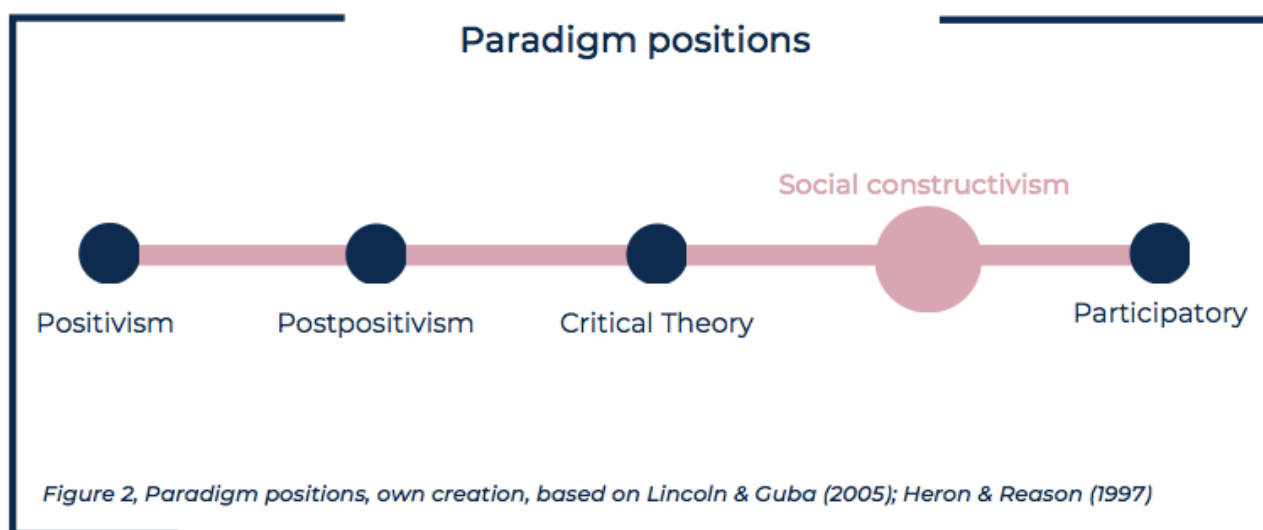 Paradigm positions
Social constructivism
Positivism
Postpositivism
Critical Theory
Participatory
Figure 2, Paradigm positions, own creation, based on Lincoln & Guba (2005); Heron & Reason (1997)